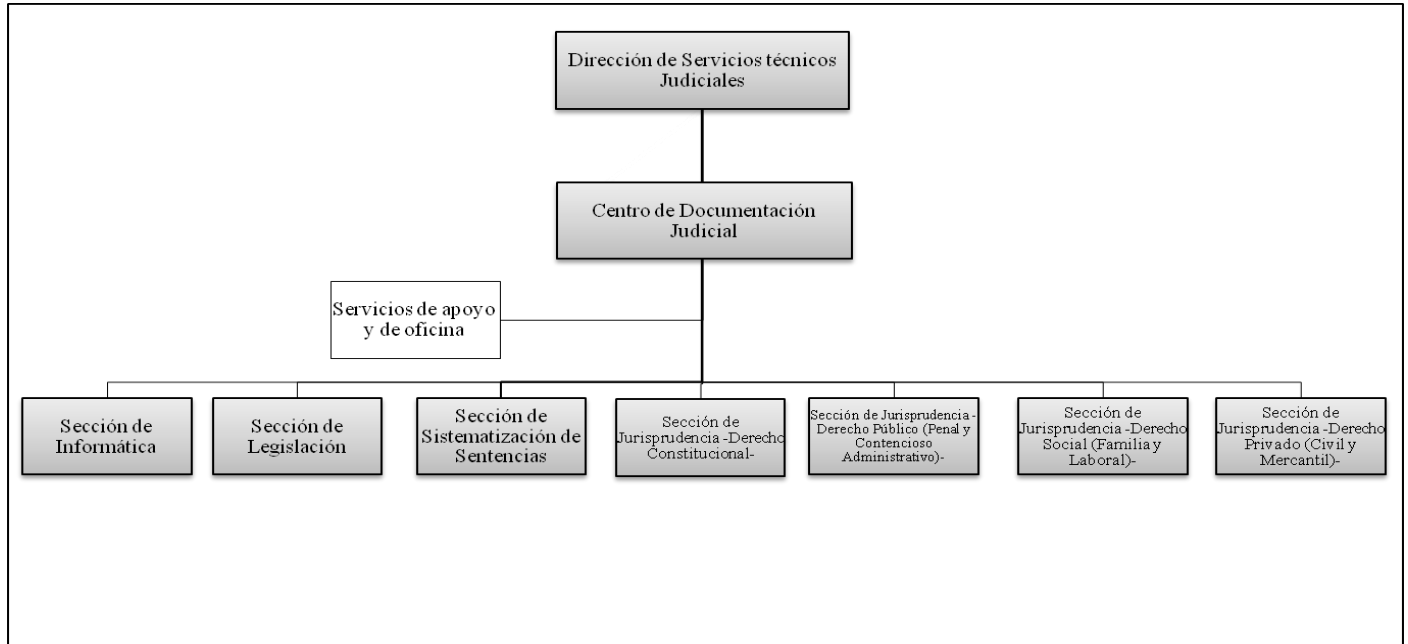 Dirección de Servicios técnicos
Judiciales
Centro de Documentación
Judicial
Servicios de apoyo
y de oficina
Sección de
Informática
Sección de
Legislación
Sección de
Sistematización de
Sentencias
Sección de
Jurisprudencia -Derecho
Constitucional-
Sección de Jurisprudencia -
Derecho Público (Penal y
Contencioso
Administrativo)-
Sección de
Jurisprudencia -Derecho
Social (Familia y
Laboral)-
Sección de
Jurisprudencia -Derecho
Privado (Civil y
Mercantil)-